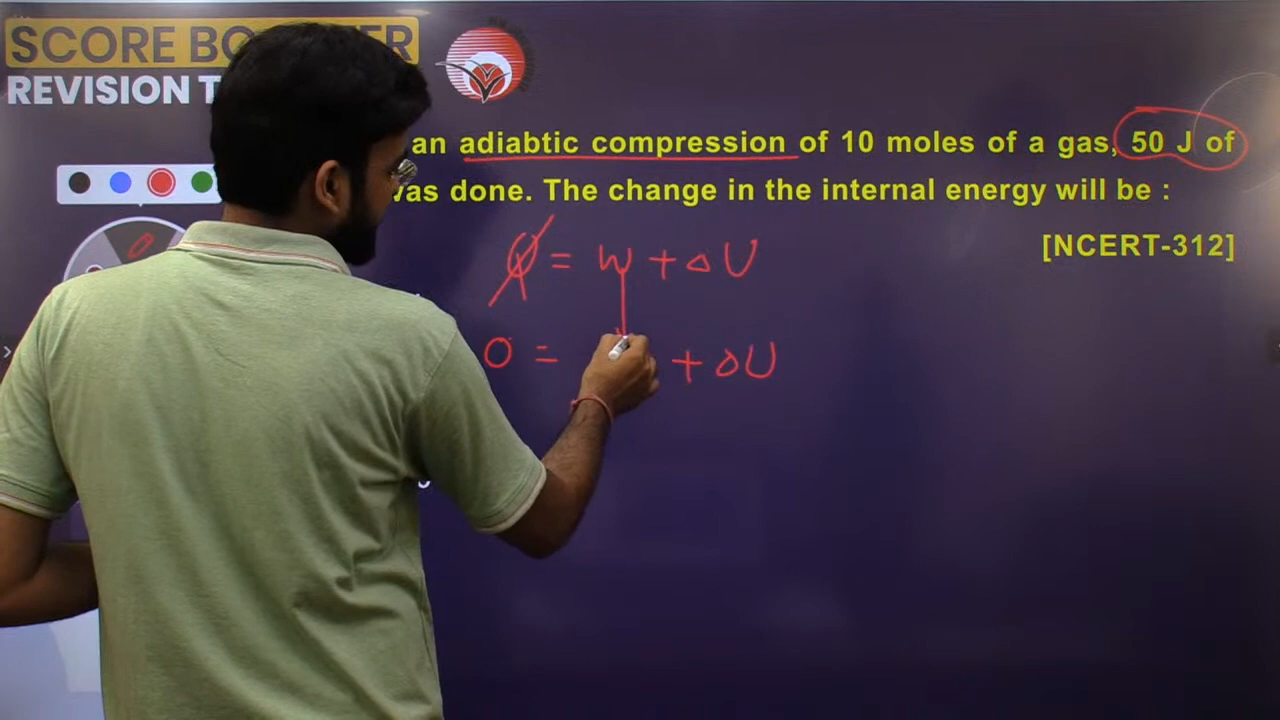 SCORE BO ER
REVISION T
an adiabtic compression of 10 moles of a gas, 50 J of
was done. The change in the internal energy will be :
[NCERT-312]
Q = W + ΔU
0 = + ΔU